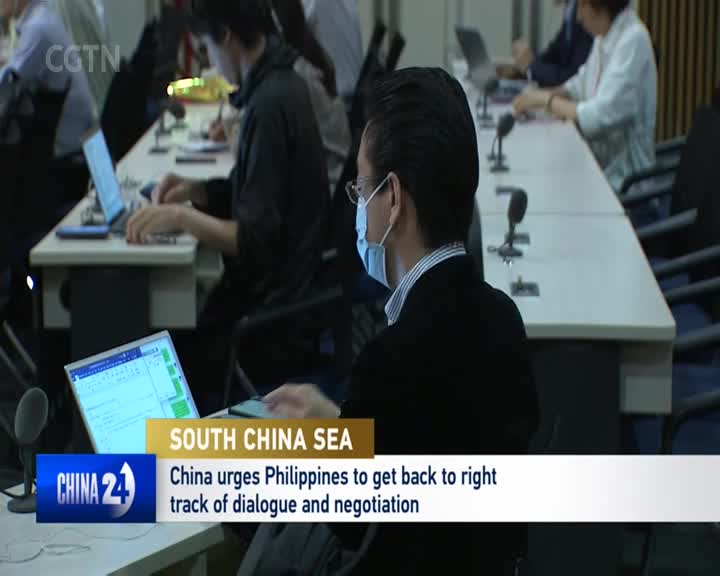 CGTN
SOUTH CHINA SEA
CHINA 24
China urges Philippines to get back to right
track of dialogue and negotiation